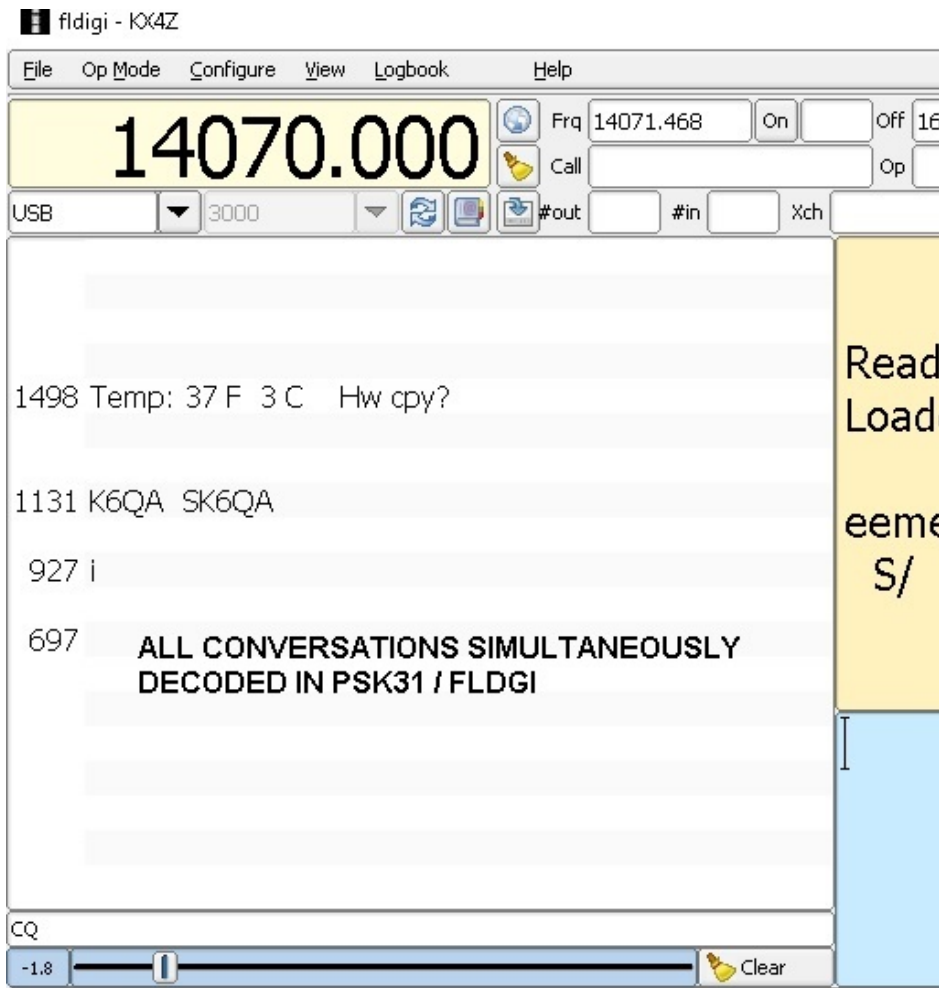 fldigi - KX4Z
File Op Mode Configure View Logbook Help
14070.000
Frq 14071.468 On Off 16
Call Op
USB 3000 #out #in Xch
1498 Temp: 37 F 3 C Hw cpy?
1131 K6QA SK6QA
927 i
697
ALL CONVERSATIONS SIMULTANEOUSLY
DECODED IN PSK31 / FLDGI
Read
Load
eeme
S/
CQ
-1.8 Clear